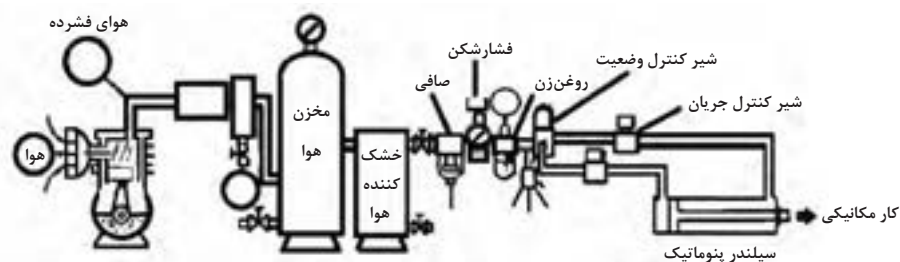 هوای فشرده
هوا
مخزن
هوا
خشک
کننده
هوا
صافی
فشارشکن
روغن‌زن
شیر کنترل وضعیت
شیر کنترل جریان
کار مکانیکی
سیلندر پنوماتیک